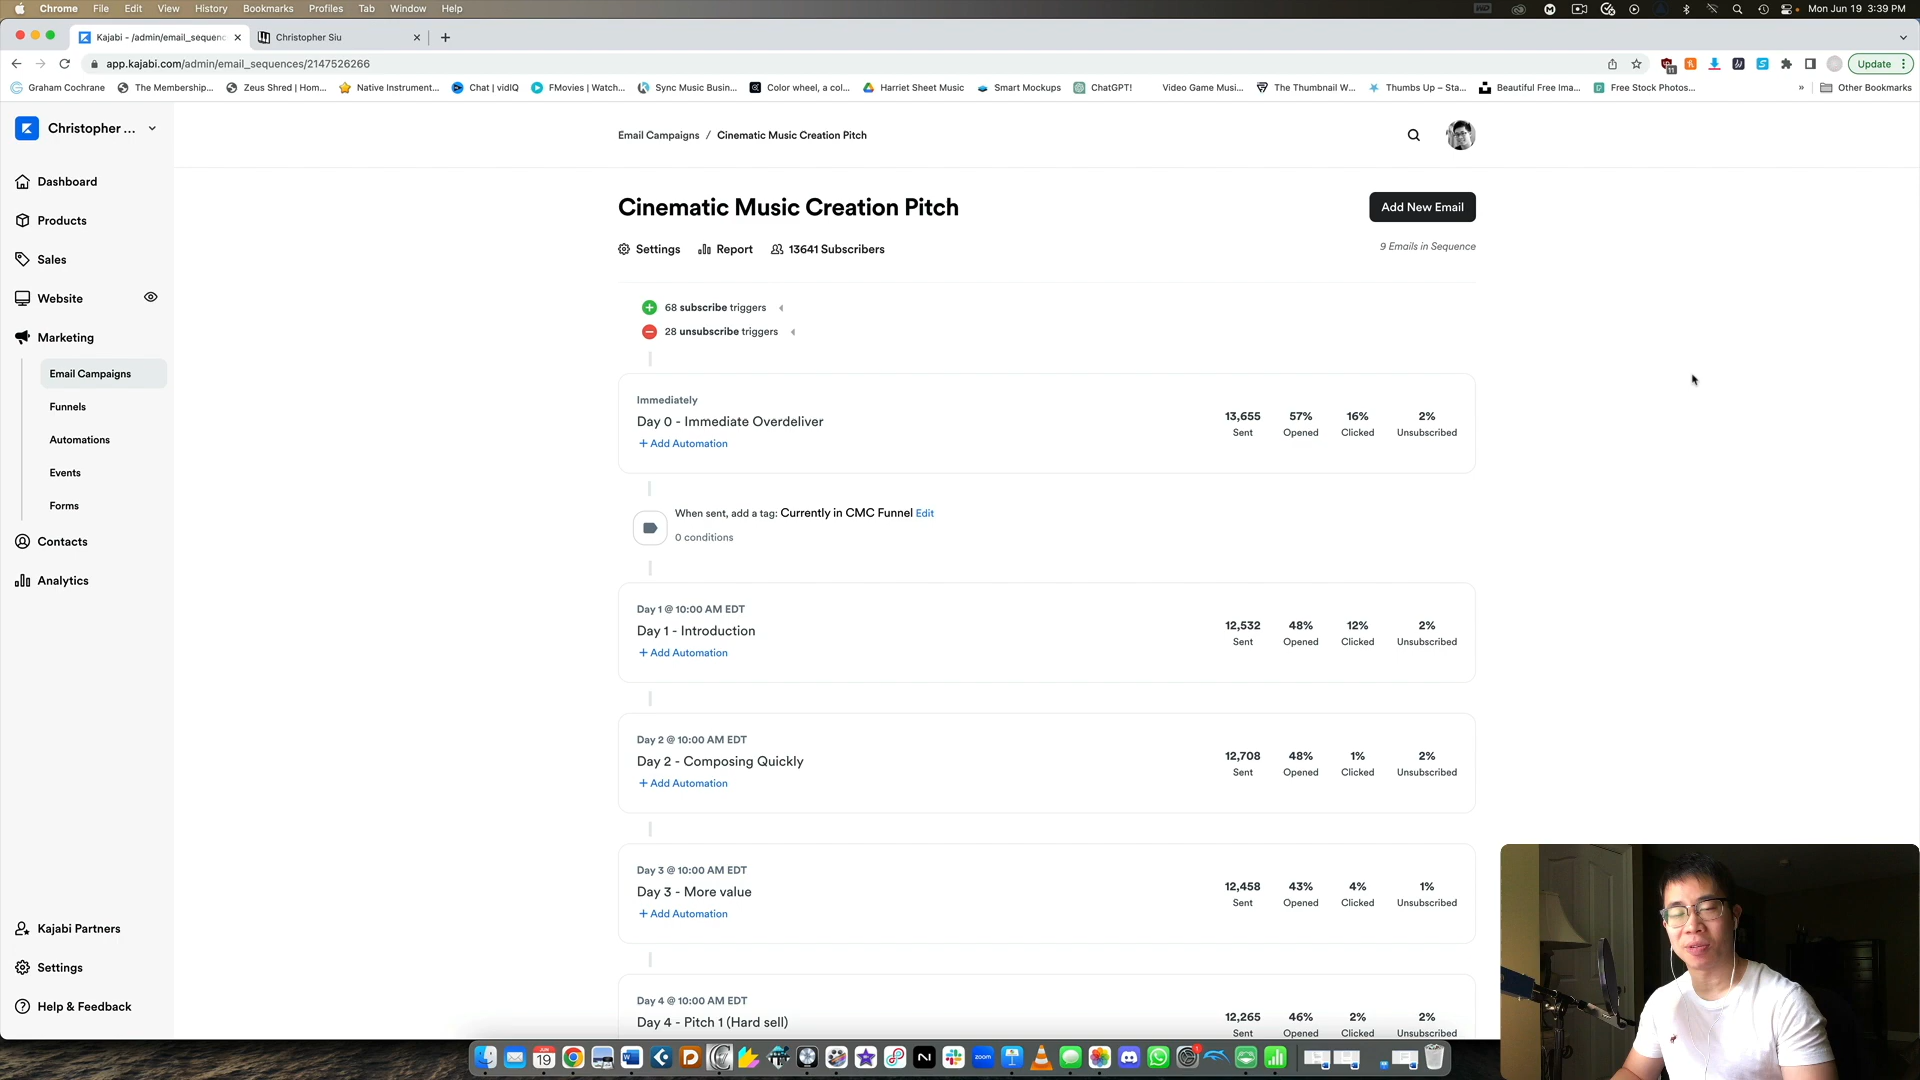 Chrome File Edit View History Bookmarks Profiles Tab Window Help
Mon Jun 19 3:39 PM
Kajabi - /admin/email_sequenc
Christopher Siu
app.kajabi.com/admin/email_sequences/2147526266
Update
Graham Cochrane
The Membership...
Zeus Shred | Hom...
Native Instrument...
Chat | vidIQ
FMovies | Watch...
Sync Music Busin...
Color wheel, a col...
Harriet Sheet Music
Smart Mockups
ChatGPT!
Video Game Musi...
The Thumbnail W...
Thumbs Up – Sta...
Beautiful Free Ima...
Free Stock Photos...
»
Other Bookmarks
Christopher ...
Dashboard
Products
Sales
Website
Marketing
Email Campaigns
Funnels
Automations
Events
Forms
Contacts
Analytics
Kajabi Partners
Settings
Help & Feedback
Email Campaigns / Cinematic Music Creation Pitch
Cinematic Music Creation Pitch
Add New Email
Settings Report 13641 Subscribers
9 Emails in Sequence
68 subscribe triggers
28 unsubscribe triggers
Immediately
Day 0 - Immediate Overdeliver
+ Add Automation
13,655 57% 16% 2%
Sent Opened Clicked Unsubscribed
When sent, add a tag: Currently in CMC Funnel Edit
0 conditions
Day 1 @ 10:00 AM EDT
Day 1 - Introduction
+ Add Automation
12,532 48% 12% 2%
Sent Opened Clicked Unsubscribed
Day 2 @ 10:00 AM EDT
Day 2 - Composing Quickly
+ Add Automation
12,708 48% 1% 2%
Sent Opened Clicked Unsubscribed
Day 3 @ 10:00 AM EDT
Day 3 - More value
+ Add Automation
12,458 43% 4% 1%
Sent Opened Clicked Unsubscribed
Day 4 @ 10:00 AM EDT
Day 4 - Pitch 1 (Hard sell)
12,265 46% 2% 2%
Sent Opened Clicked Unsubscribed
JUN
19
zoom